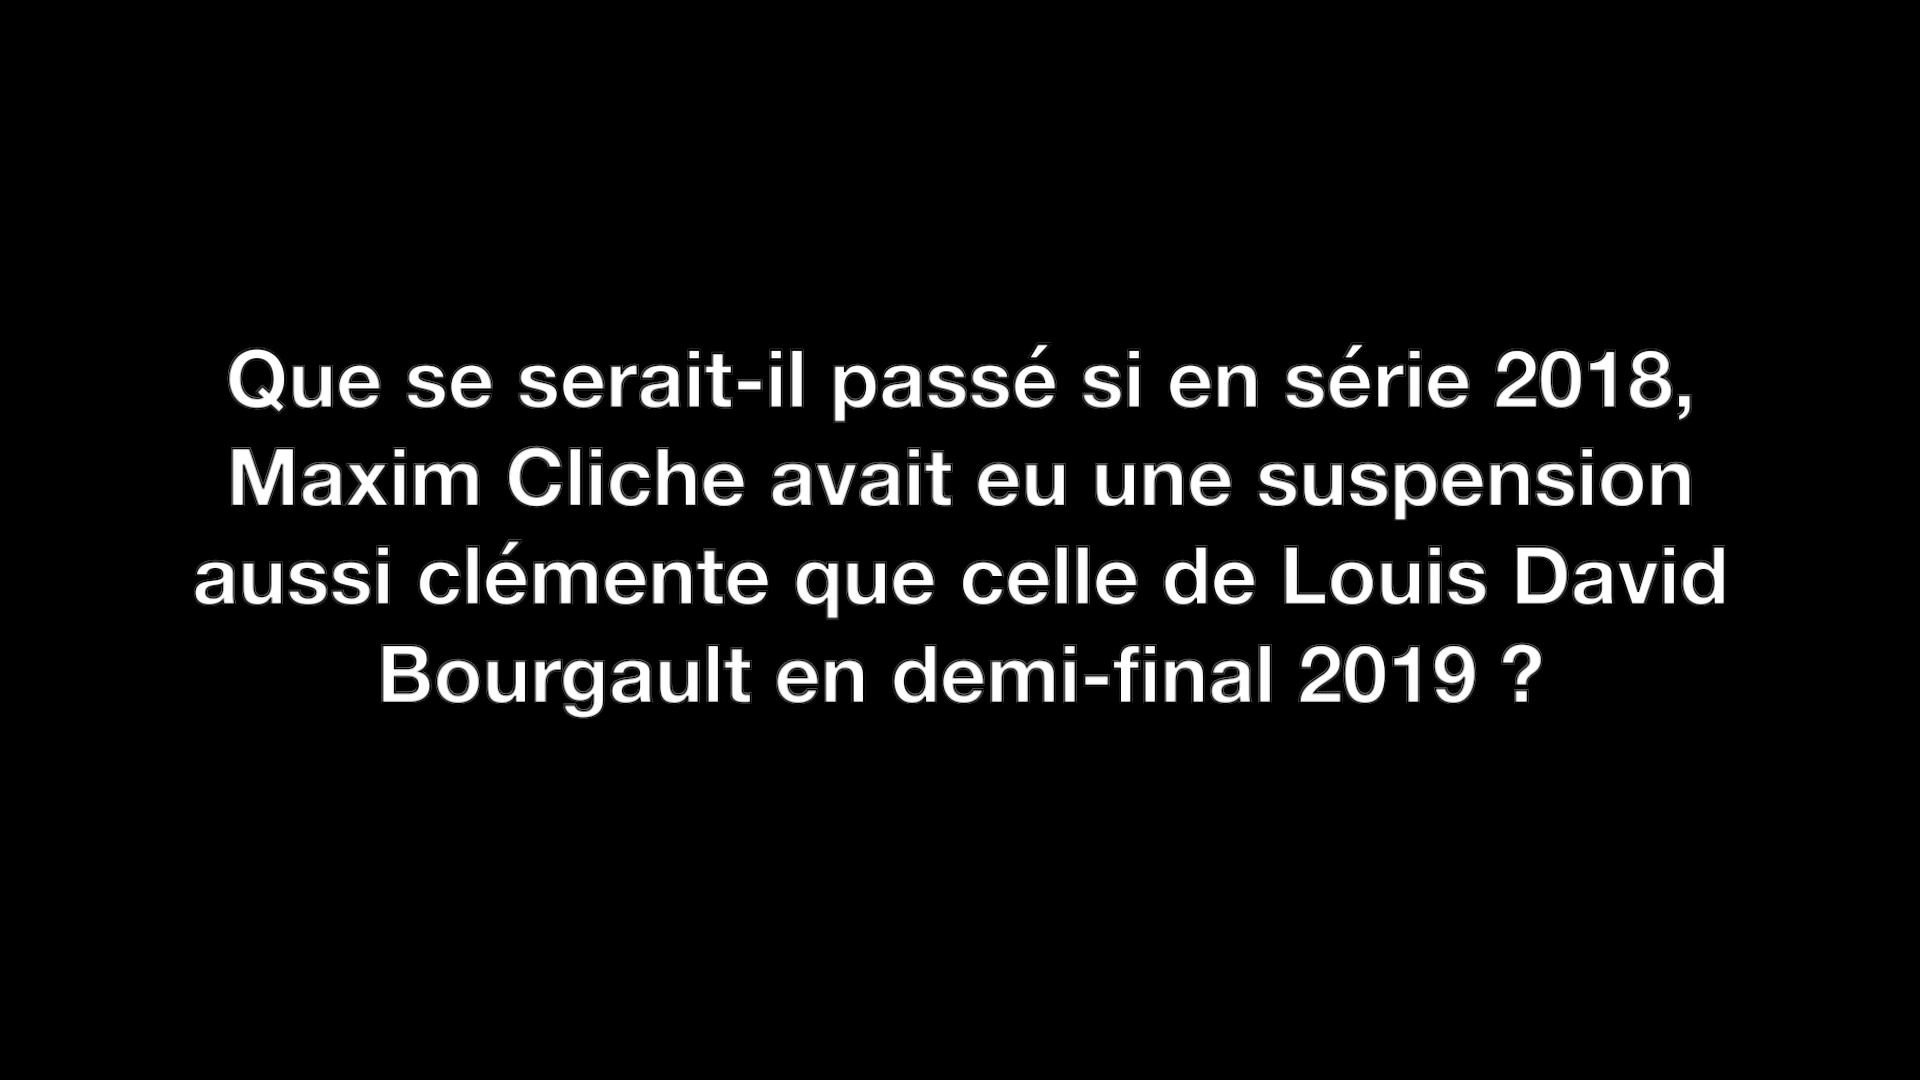 Que se serait-il passé si en série 2018,
Maxim Cliche avait eu une suspension
aussi clémente que celle de Louis David
Bourgault en demi-final 2019 ?